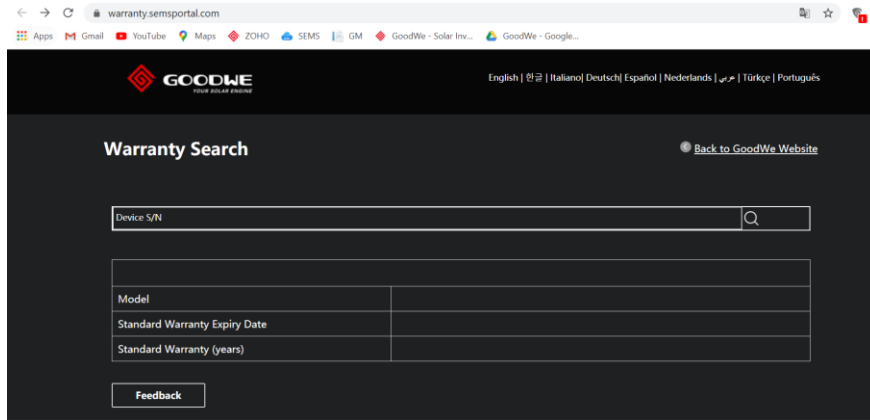 warranty.semsportal.com
Apps Gmail YouTube Maps ZOHO SEMS GM GoodWe - Solar Inv... GoodWe - Google...
GOODWE
YOUR SOLAR ENGINE
English | 한글 | Italiano| Deutsch| Español | Nederlands | عربي | Türkçe | Português
Warranty Search
Back to GoodWe Website
Device S/N
Model
Standard Warranty Expiry Date
Standard Warranty (years)
Feedback